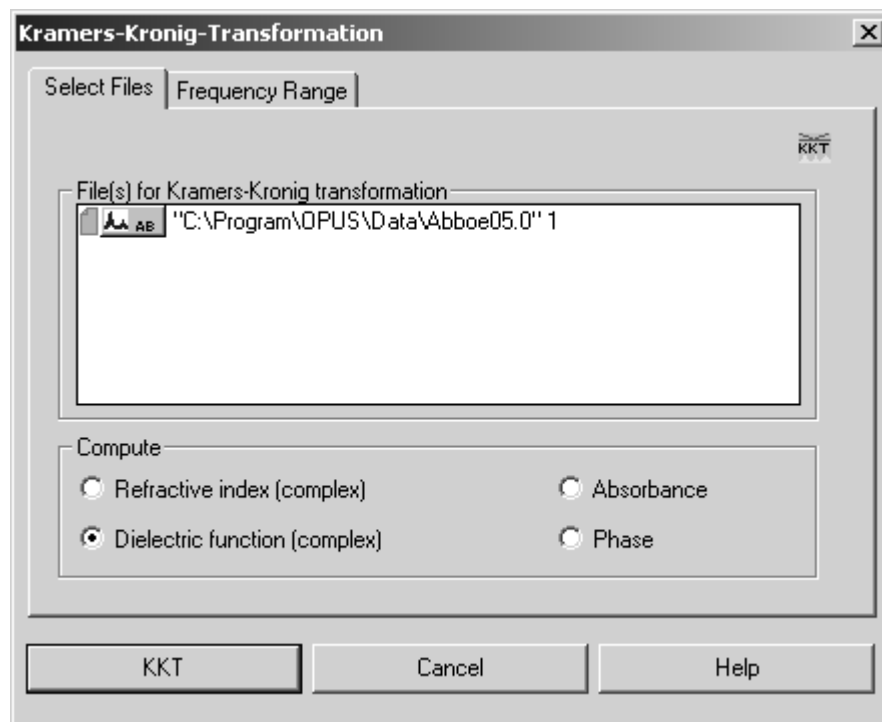 Kramers-Kronig-Transformation
Select Files Frequency Range
KKT
File(s) for Kramers-Kronig transformation
AB "C:\Program\OPUS\Data\Abboe05.0" 1
Compute
Refractive index (complex) Absorbance
Dielectric function (complex) Phase
KKT Cancel Help